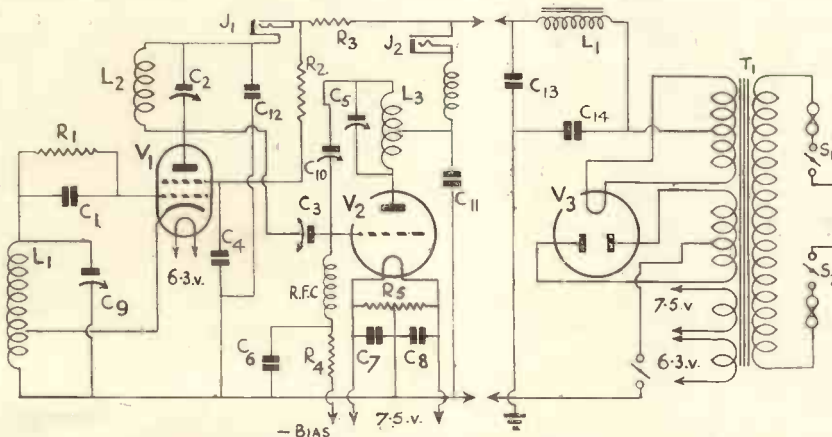 J1
R3
J2
L1
T1
L2
C2
C12
R2
C5
L3
C13
C14
R1
V1
C10
C11
C1
C3
V2
V3
C4
L1
C9
6·3.v.
R.F.C
R5
C6
R4
C7
C8
7·5.v.
6·3.v.
— BIAS
7·5.v.
S
S